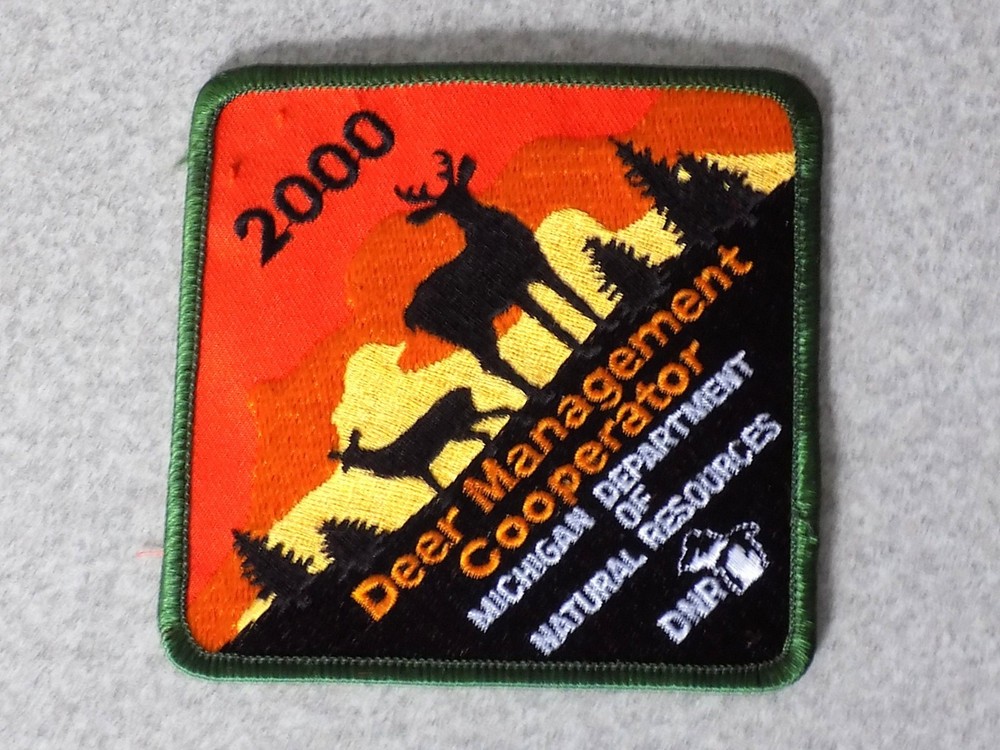 2000
Deer Management
Cooperator
MICHIGAN DEPARTMENT
OF
NATURAL RESOURCES
DNR